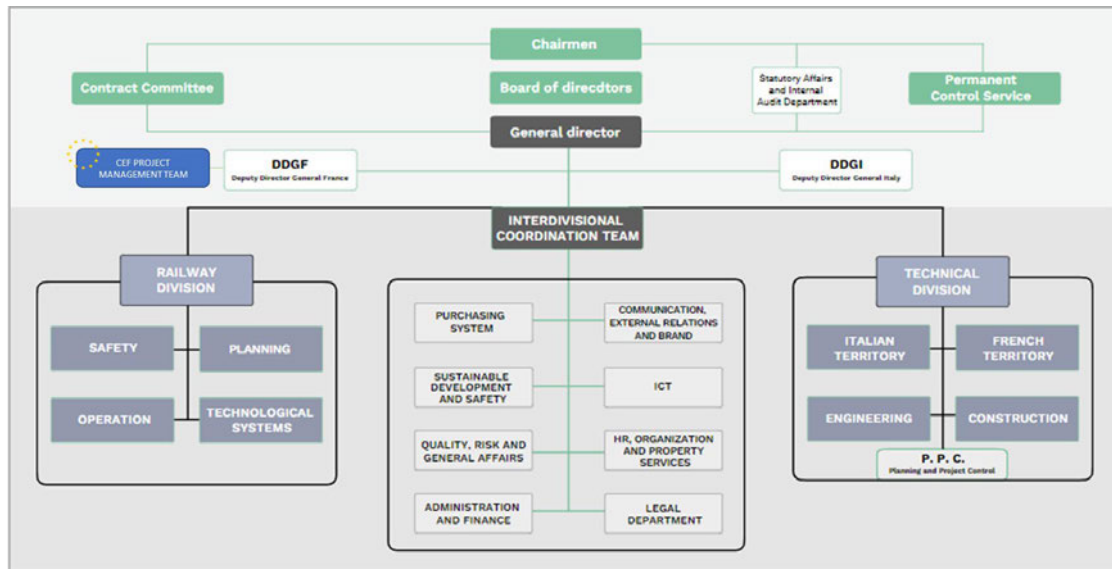 Chairmen
Contract Committee
Board of direcdtors
Statutory Affairs
and Internal
Audit Department
Permanent
Control Service
General director
CEF PROJECT
MANAGEMENT TEAM
DDGF
Deputy Director General France
DDGI
Deputy Director General Italy
INTERDIVISIONAL
COORDINATION TEAM
RAILWAY
DIVISION
SAFETY
PLANNING
OPERATION
TECHNOLOGICAL
SYSTEMS
PURCHASING
SYSTEM
COMMUNICATION,
EXTERNAL RELATIONS
AND BRAND
SUSTAINABLE
DEVELOPMENT
AND SAFETY
ICT
QUALITY, RISK AND
GENERAL AFFAIRS
HR, ORGANIZATION
AND PROPERTY
SERVICES
ADMINISTRATION
AND FINANCE
LEGAL
DEPARTMENT
TECHNICAL
DIVISION
ITALIAN
TERRITORY
FRENCH
TERRITORY
ENGINEERING
CONSTRUCTION
P. P. C.
Planning and Project Control